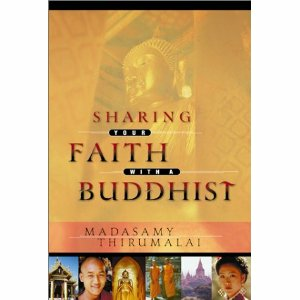 SHARING
YOUR
FAITH
WITH A
BUDDHIST
MADASAMY
THIRUMALAI